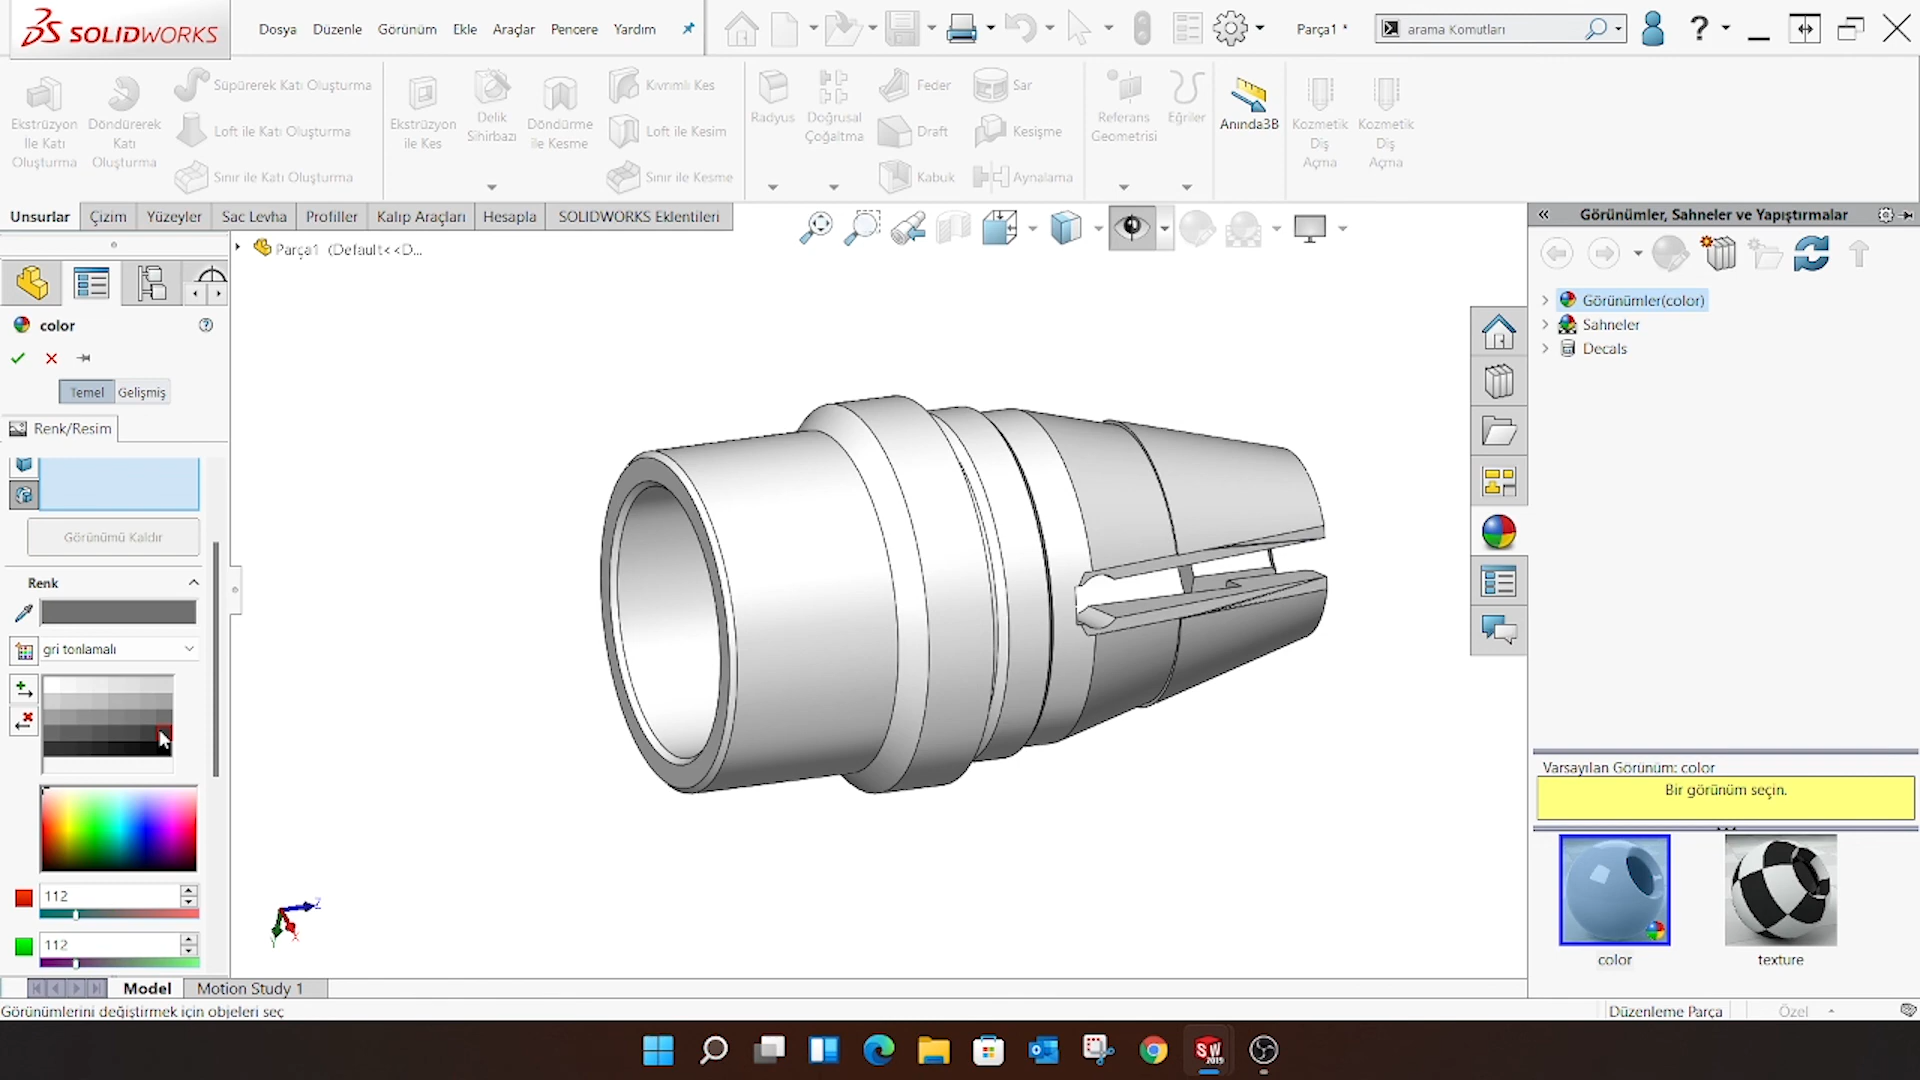 SOLIDWORKS
Dosya Düzenle Görünüm Ekle Araçlar Pencere Yardım
Parça1 *
arama Komutları
?
Ekstrüzyon İle Katı Oluşturma
Döndürerek Katı Oluşturma
Süpürerek Katı Oluşturma
Loft ile Katı Oluşturma
Sınır ile Katı Oluşturma
Ekstrüzyon ile Kes
Delik Sihirbazı
Döndürme ile Kesme
Kıvrımlı Kes
Loft ile Kesim
Sınır ile Kesme
Radyus
Doğrusal Çoğaltma
Feder
Draft
Kabuk
Sar
Kesişme
Aynalama
Referans Geometrisi
Eğriler
Anında3B
Kozmetik Diş Açma
Kozmetik Diş Açma
Unsurlar Çizim Yüzeyler Sac Levha Profiller Kalıp Araçları Hesapla SOLIDWORKS Eklentileri
Parça1 (Default<<D...
color
Temel Gelişmiş
Renk/Resim
Görünümü Kaldır
Renk
gri tonlamalı
112
112
Z
X
Y
Model Motion Study 1
Görünümlerini değiştirmek için objeleri seç
Düzenleme Parça
Özel
Görünümler, Sahneler ve Yapıştırmalar
Görünümler(color)
Sahneler
Decals
Varsayılan Görünüm: color
Bir görünüm seçin.
color
texture
SW
2019